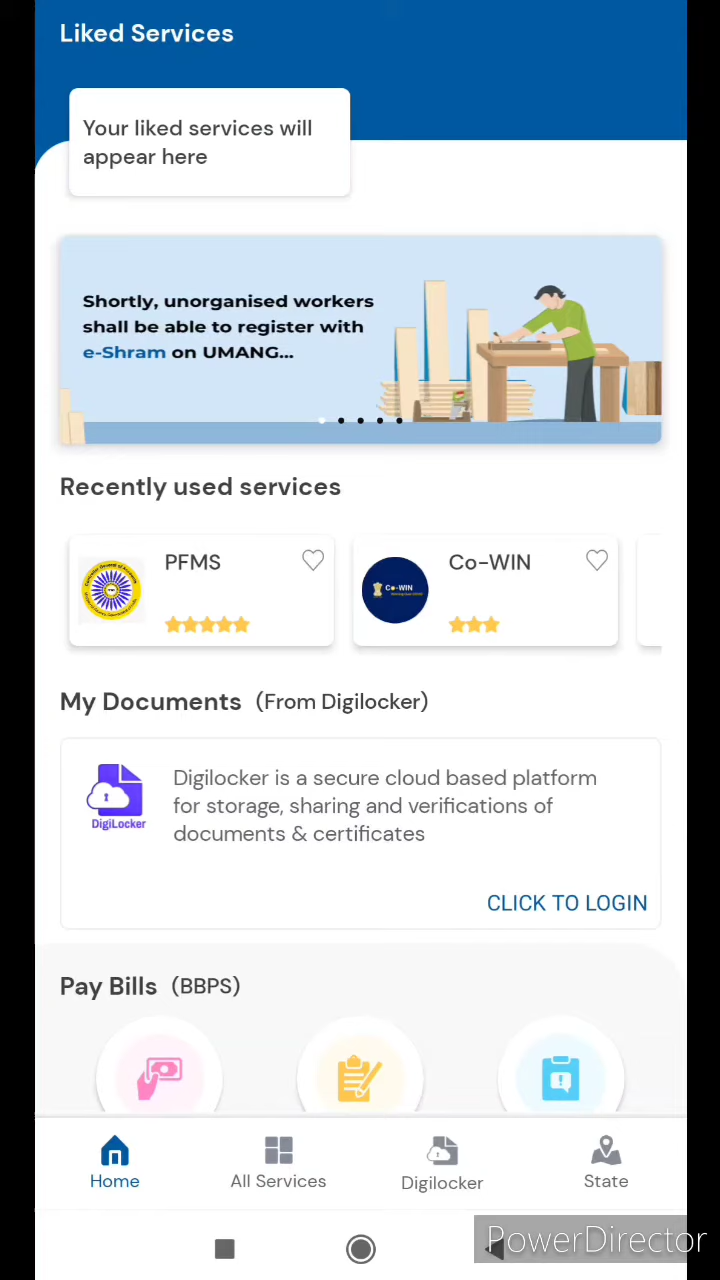 Liked Services
Your liked services will
appear here
Shortly, unorganised workers
shall be able to register with
e-Shram on UMANG...
Recently used services
PFMS
Co-WIN
Co-WIN
My Documents (From Digilocker)
Digilocker is a secure cloud based platform
for storage, sharing and verifications of
documents & certificates
DigiLocker
CLICK TO LOGIN
Pay Bills (BBPS)
Home
All Services
Digilocker
State
PowerDirector